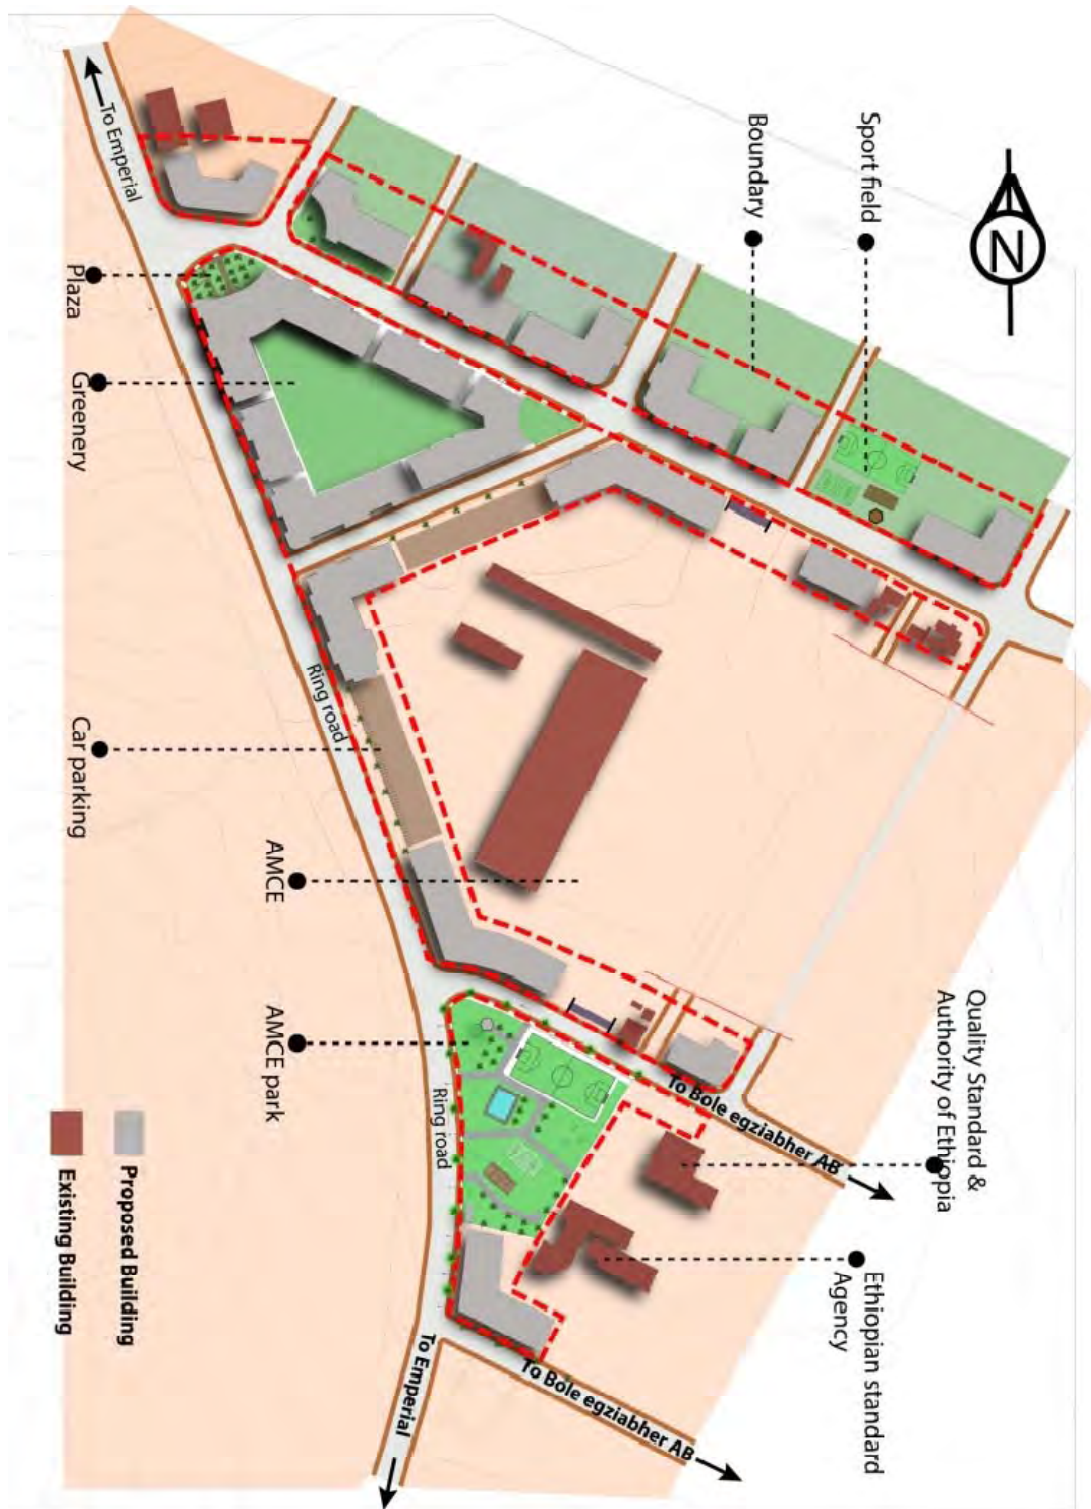 To Emperial
Plaza
Greenery
Boundary
Sport field
N
Ring road
Car parking
AMCE
AMCE park
Ring road
Quality Standard &
Authority of Ethiopia
Ethiopian standard
Agency
To Bole egziabher AB
To Bole egziabher AB
To Emperial
Proposed Building
Existing Building